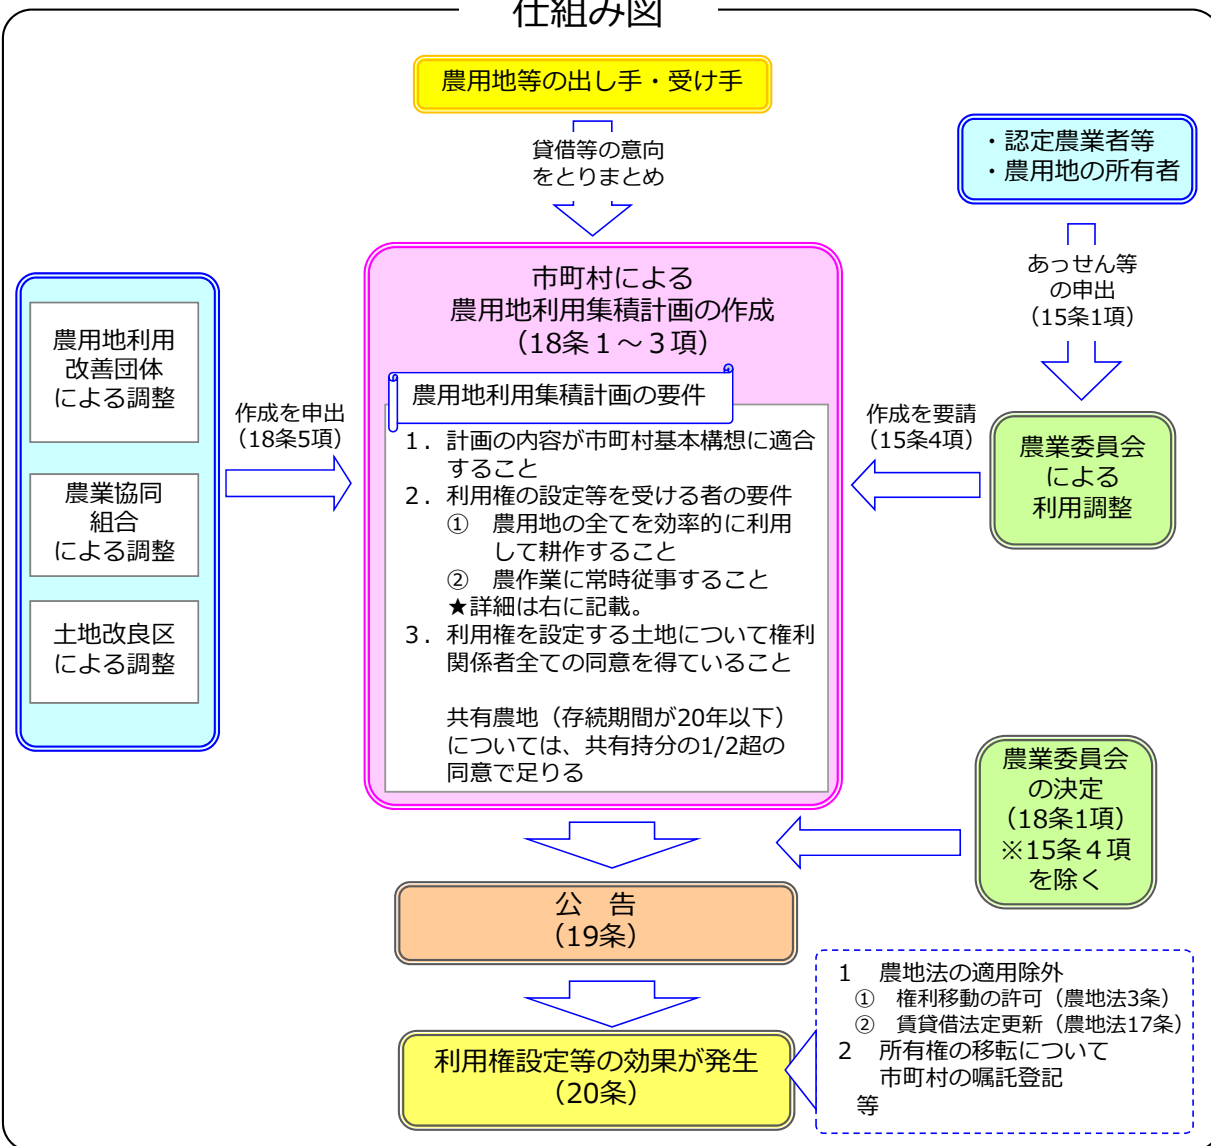 仕組み図
農用地等の出し手・受け手
貸借等の意向
をとりまとめ
・認定農業者等
・農用地の所有者
あっせん等
の申出
（15条1項）
農業委員会
による
利用調整
作成を要請
（15条4項）
農用地利用
改善団体
による調整
農業協同
組合
による調整
土地改良区
による調整
作成を申出
（18条5項）
市町村による
農用地利用集積計画の作成
（18条１～３項）
農用地利用集積計画の要件
１．計画の内容が市町村基本構想に適合
すること
２．利用権の設定等を受ける者の要件
①　農用地の全てを効率的に利用
して耕作すること
②　農作業に常時従事すること
★詳細は右に記載。
３．利用権を設定する土地について権利
関係者全ての同意を得ていること
共有農地（存続期間が20年以下）
については、共有持分の1/2超の
同意で足りる
農業委員会
の決定
（18条1項）
※15条４項
を除く
公　告
（19条）
利用権設定等の効果が発生
（20条）
１　農地法の適用除外
①　権利移動の許可（農地法3条）
②　賃貸借法定更新（農地法17条）
２　所有権の移転について
市町村の嘱託登記
等